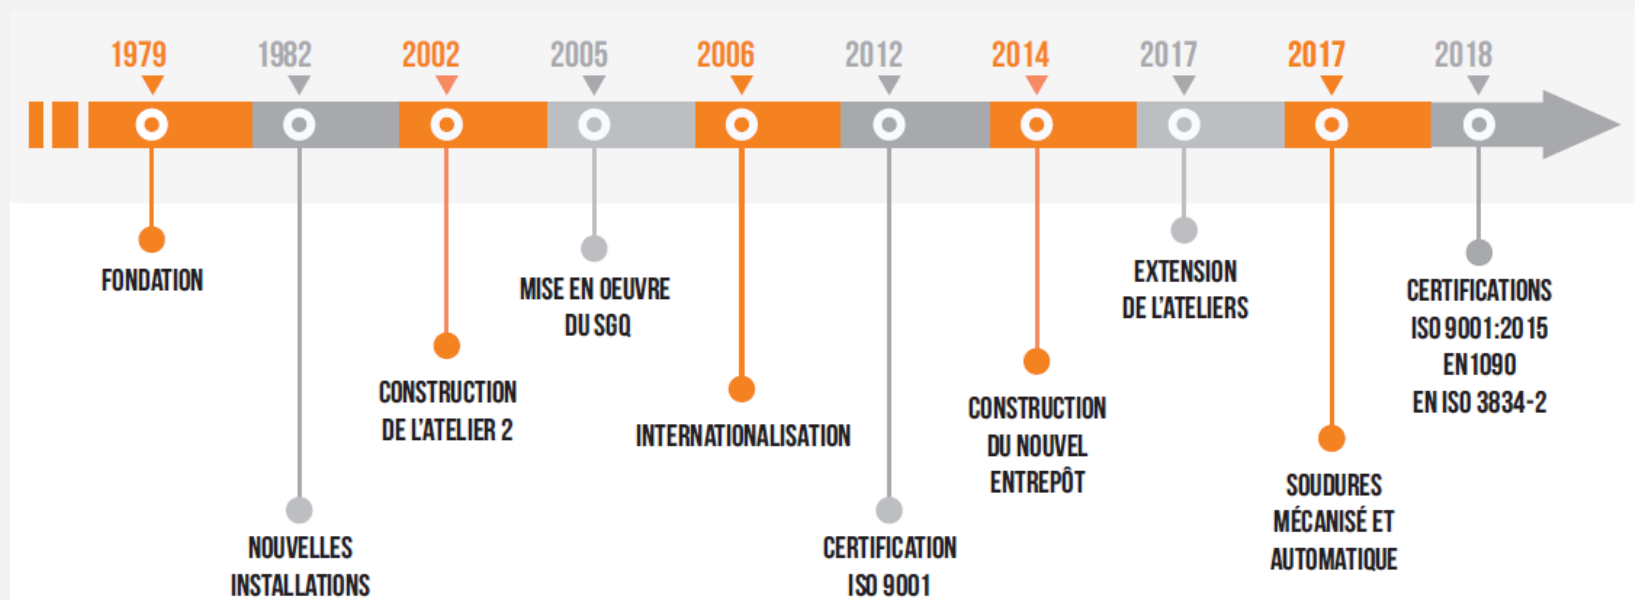 1979
1982
2002
2005
2006
2012
2014
2017
2017
2018
FONDATION
NOUVELLES
INSTALLATIONS
CONSTRUCTION
DE L'ATELIER 2
MISE EN OEUVRE
DU SGQ
INTERNATIONALISATION
CERTIFICATION
ISO 9001
CONSTRUCTION
DU NOUVEL
ENTREPÔT
EXTENSION
DE L'ATELIERS
SOUDURES
MÉCANISÉ ET
AUTOMATIQUE
CERTIFICATIONS
ISO 9001:2015
EN1090
EN ISO 3834-2